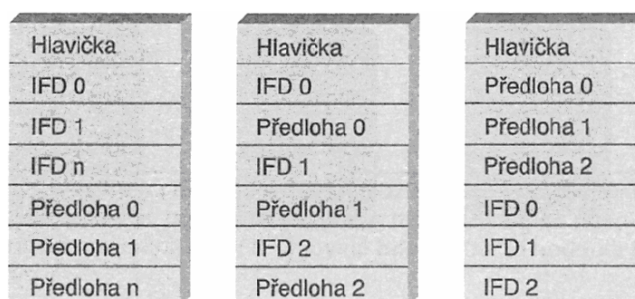 Hlavička
IFD 0
IFD 1
IFD n
Předloha 0
Předloha 1
Předloha n
Hlavička
IFD 0
Předloha 0
IFD 1
Předloha 1
IFD 2
Předloha 2
Hlavička
Předloha 0
Předloha 1
Předloha 2
IFD 0
IFD 1
IFD 2